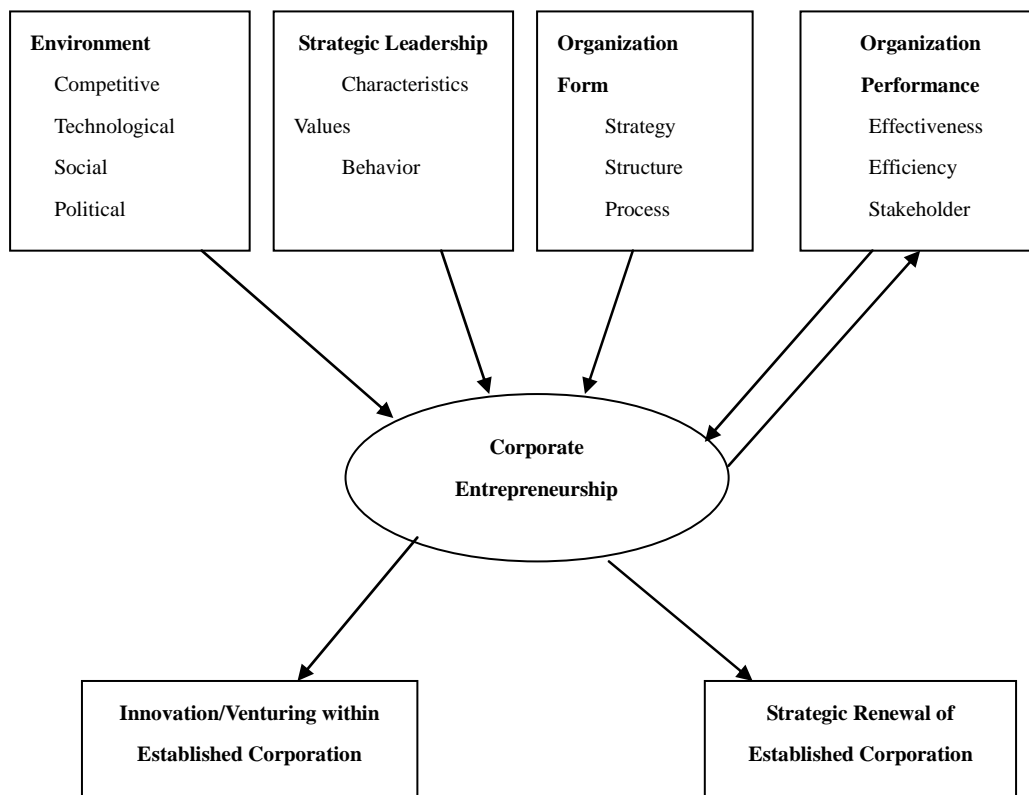 Environment
Competitive
Technological
Social
Political
Strategic Leadership
Characteristics
Values
Behavior
Organization
Form
Strategy
Structure
Process
Organization
Performance
Effectiveness
Efficiency
Stakeholder
Corporate
Entrepreneurship
Innovation/Venturing within
Established Corporation
Strategic Renewal of
Established Corporation